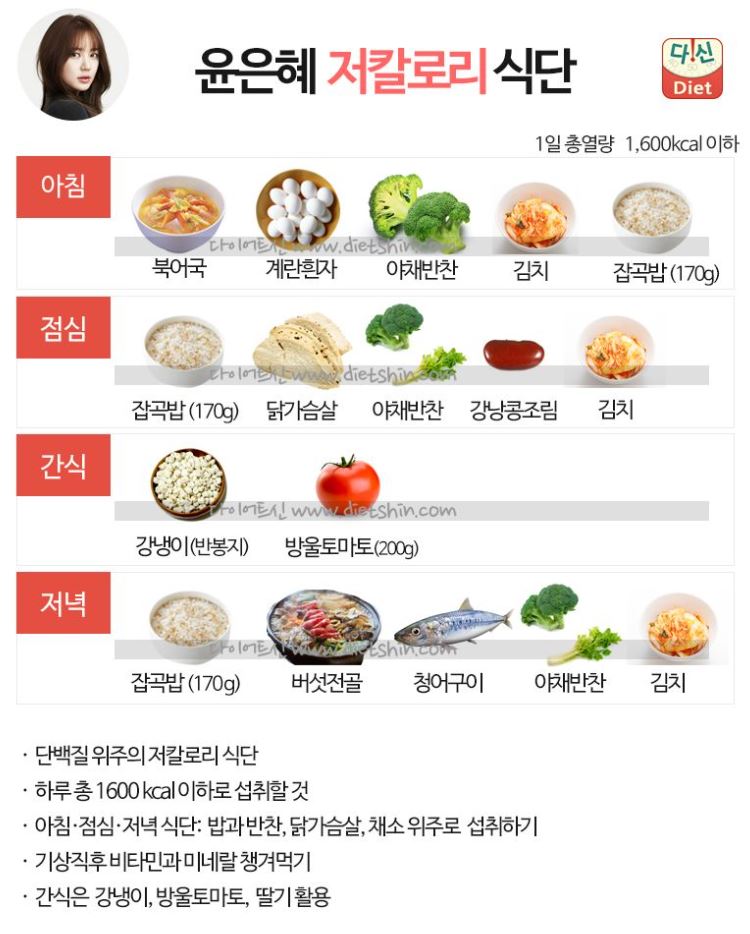 윤은혜 저칼로리 식단
다!신
Diet
1일 총열량 1,600kcal 이하
아침
다이어트신 www.dietshin.com
북어국 계란흰자 야채반찬 김치 잡곡밥 (170g)
점심
다이어트신 www.dietshin.com
잡곡밥 (170g) 닭가슴살 야채반찬 강낭콩조림 김치
간식
다이어트신 www.dietshin.com
강냉이(반봉지) 방울토마토(200g)
저녁
다이어트신 www.dietshin.com
잡곡밥 (170g) 버섯전골 청어구이 야채반찬 김치
· 단백질 위주의 저칼로리 식단
· 하루 총 1600 kcal 이하로 섭취할 것
· 아침·점심·저녁 식단: 밥과 반찬, 닭가슴살, 채소 위주로 섭취하기
· 기상직후 비타민과 미네랄 챙겨먹기
· 간식은 강냉이, 방울토마토, 딸기 활용